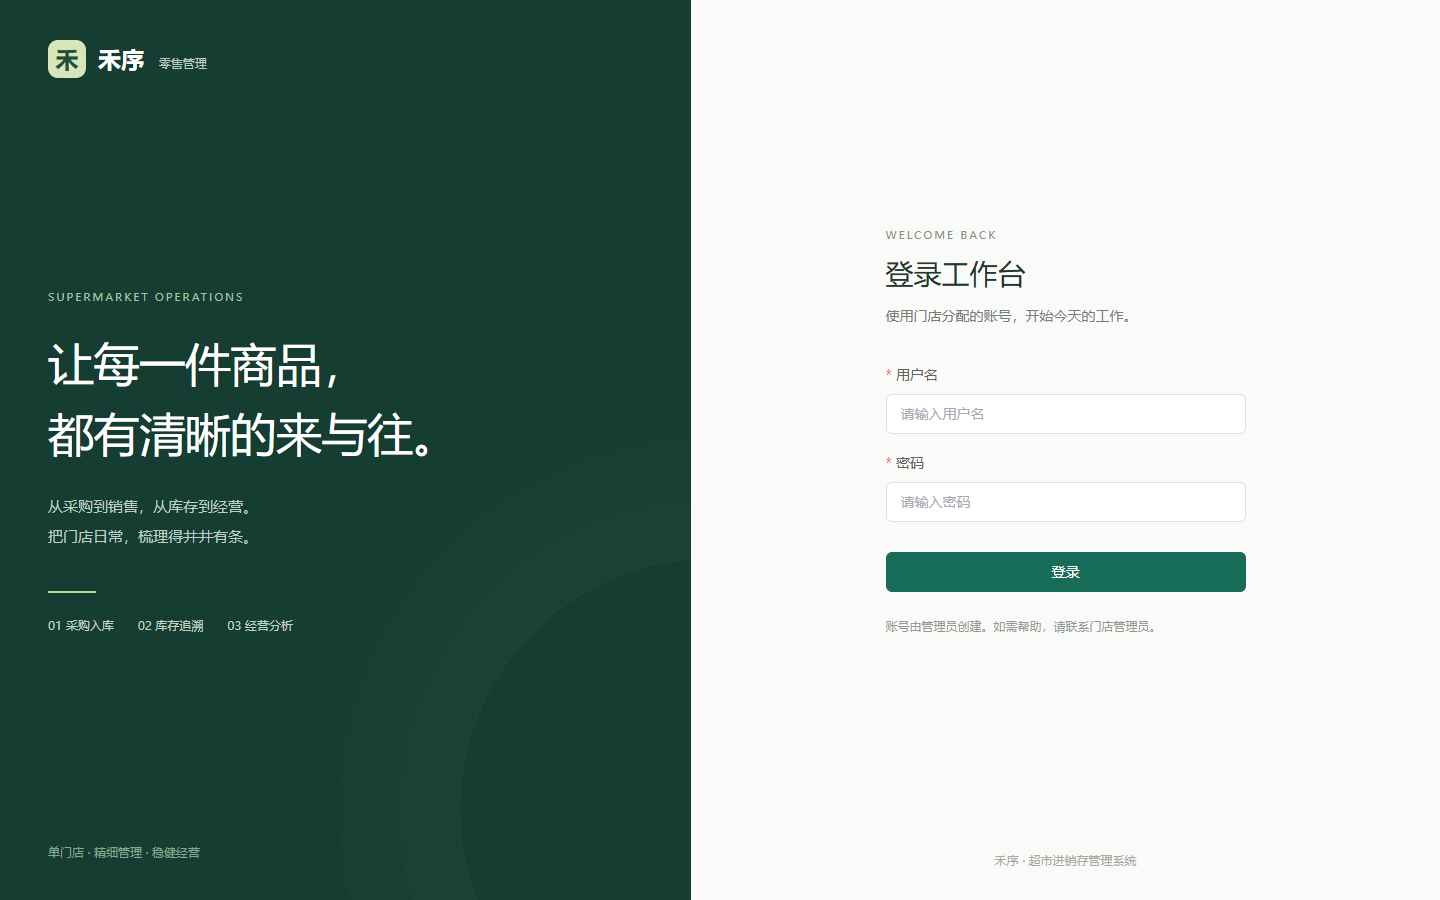 禾 禾序 零售管理
SUPERMARKET OPERATIONS
让每一件商品，
都有清晰的来与往。
从采购到销售，从库存到经营。
把门店日常，梳理得井井有条。
01 采购入库 02 库存追溯 03 经营分析
单门店 · 精细管理 · 稳健经营
WELCOME BACK
登录工作台
使用门店分配的账号，开始今天的工作。
* 用户名
请输入用户名
* 密码
请输入密码
登录
账号由管理员创建。如需帮助，请联系门店管理员。
禾序 · 超市进销存管理系统